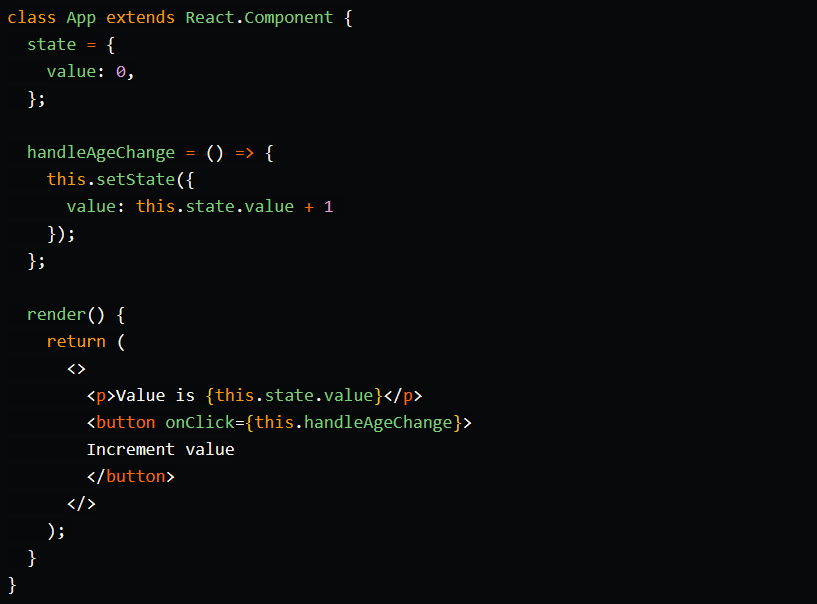 class App extends React.Component {
  state = {
    value: 0,
  };

  handleAgeChange = () => {
    this.setState({
      value: this.state.value + 1
    });
  };

  render() {
    return (
      <>
        <p>Value is {this.state.value}</p>
        <button onClick={this.handleAgeChange}>
        Increment value
        </button>
      </>
    );
  }
}